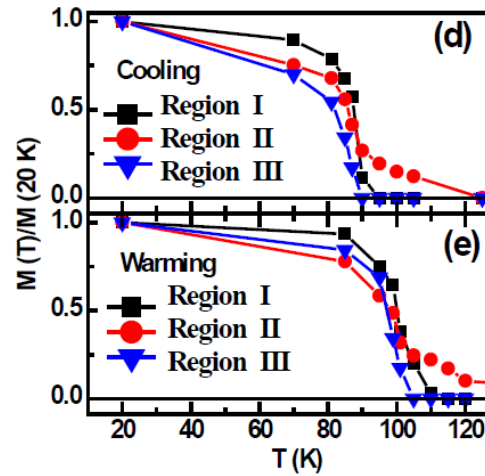 1.0
(d)
Cooling
0.5
Region I
Region II
Region III
0.0
1.0
(e)
Warming
0.5
Region I
Region II
Region III
0.0
20 40 60 80 100 120
T (K)
M (T)/M (20 K)